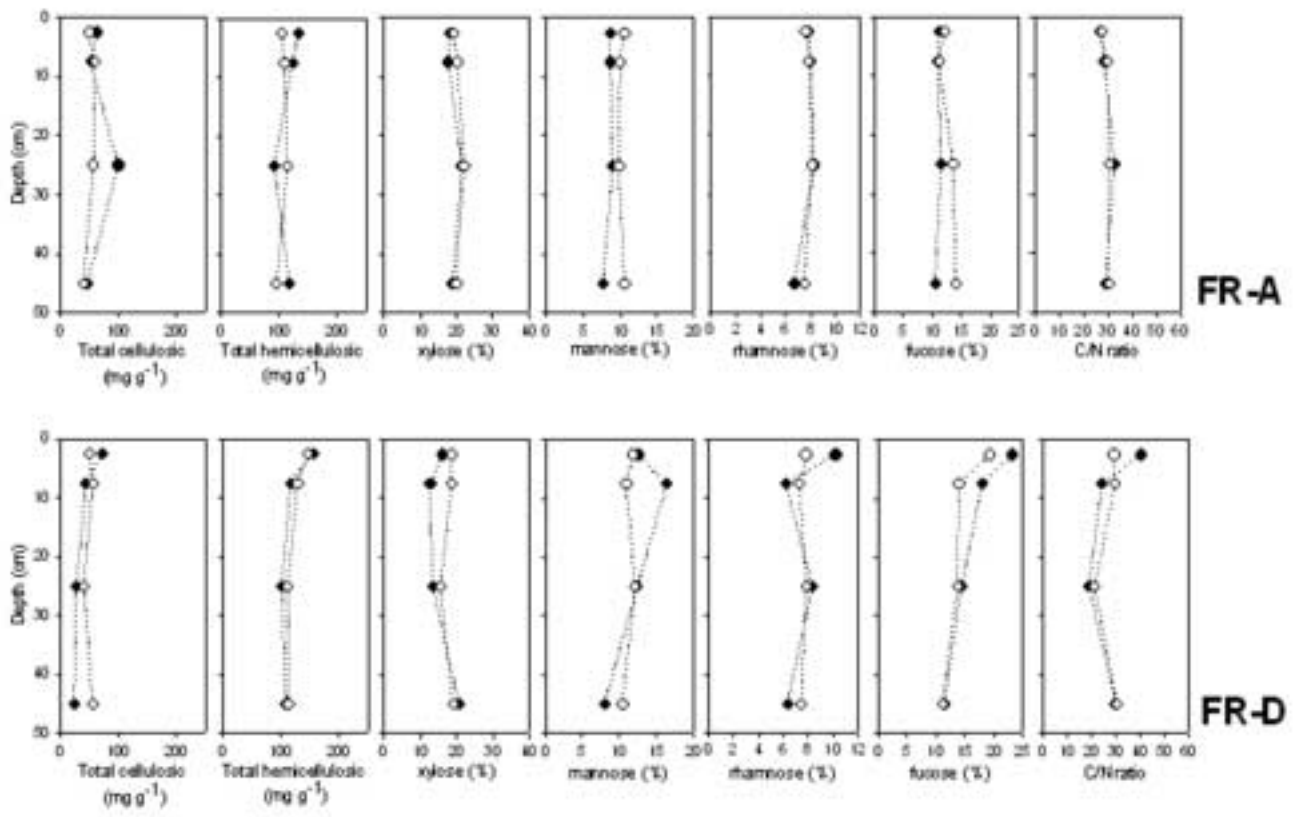 0
10
20
30
40
50
Depth (cm)
0 100 200
Total cellulosic
(mg g-1)
0 100 200
Total hemicellulosic
(mg g-1)
0 10 20 30 40
xylose (%)
0 5 10 15 20
mannose (%)
0 2 4 6 8 10 12
rhamnose (%)
0 5 10 15 20 25
fucose (%)
0 10 20 30 40 50 60
C/N ratio
FR-A
0
10
20
30
40
50
Depth (cm)
0 100 200
Total cellulosic
(mg g-1)
0 100 200
Total hemicellulosic
(mg g-1)
0 10 20 30 40
xylose (%)
0 5 10 15 20
mannose (%)
0 2 4 6 8 10 12
rhamnose (%)
0 5 10 15 20 25
fucose (%)
0 10 20 30 40 50 60
C/N ratio
FR-D